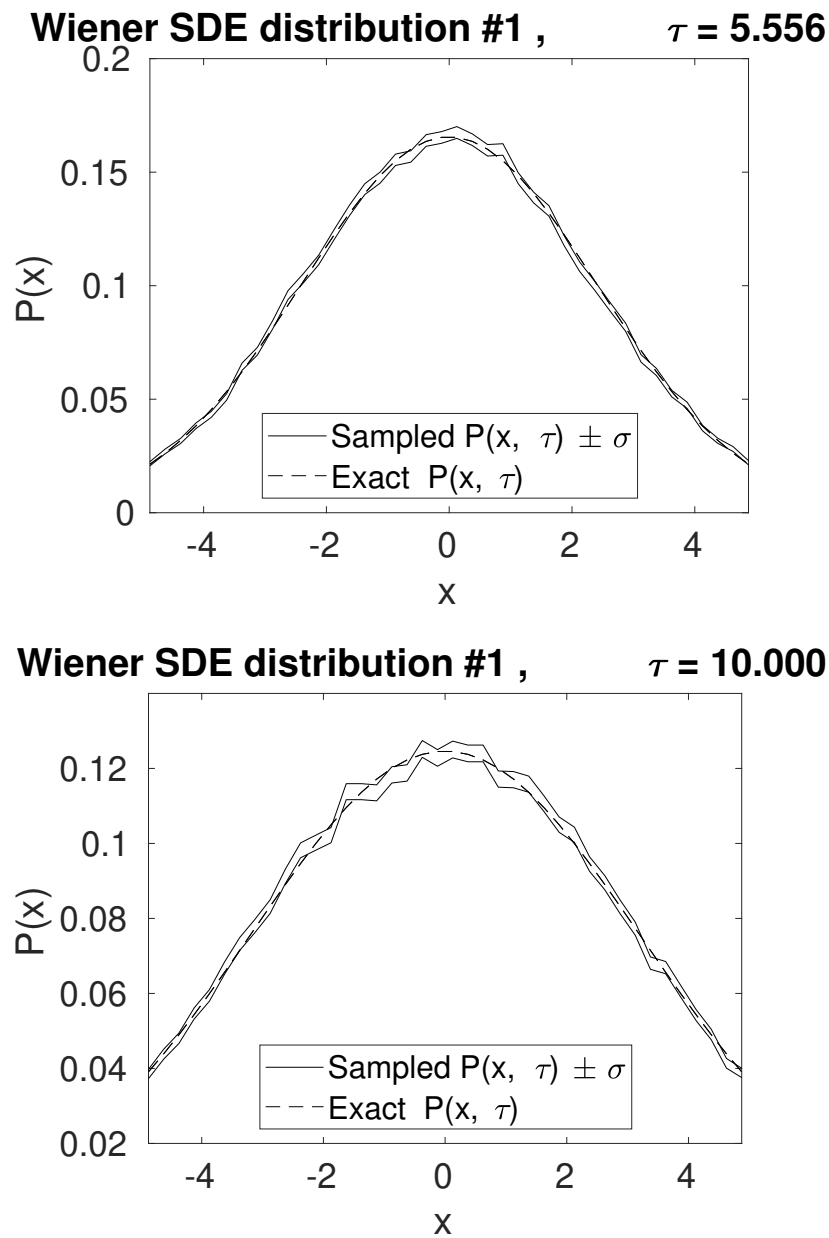 Wiener SDE distribution #1 , τ = 5.556
0.2
0.15
0.1
0.05
0
P(x)
Sampled P(x, τ) ± σ
Exact P(x, τ)
-4 -2 0 2 4
x
Wiener SDE distribution #1 , τ = 10.000
0.12
0.1
0.08
0.06
0.04
0.02
P(x)
Sampled P(x, τ) ± σ
Exact P(x, τ)
-4 -2 0 2 4
x